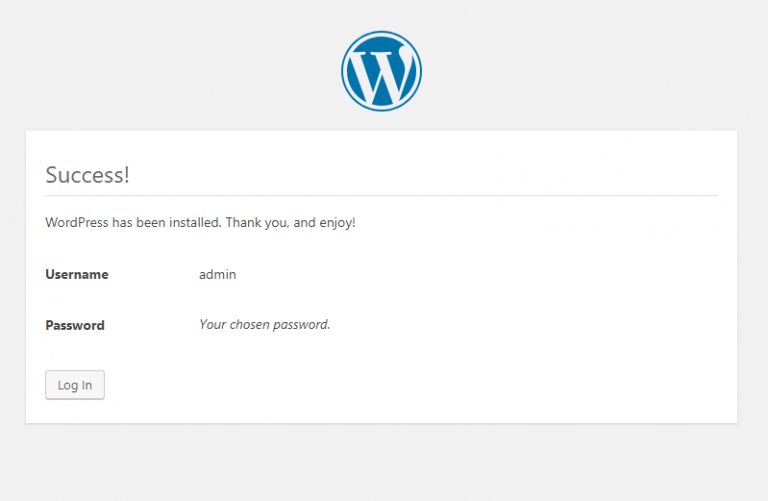 W
Success!
WordPress has been installed. Thank you, and enjoy!
Username admin
Password Your chosen password.
Log In